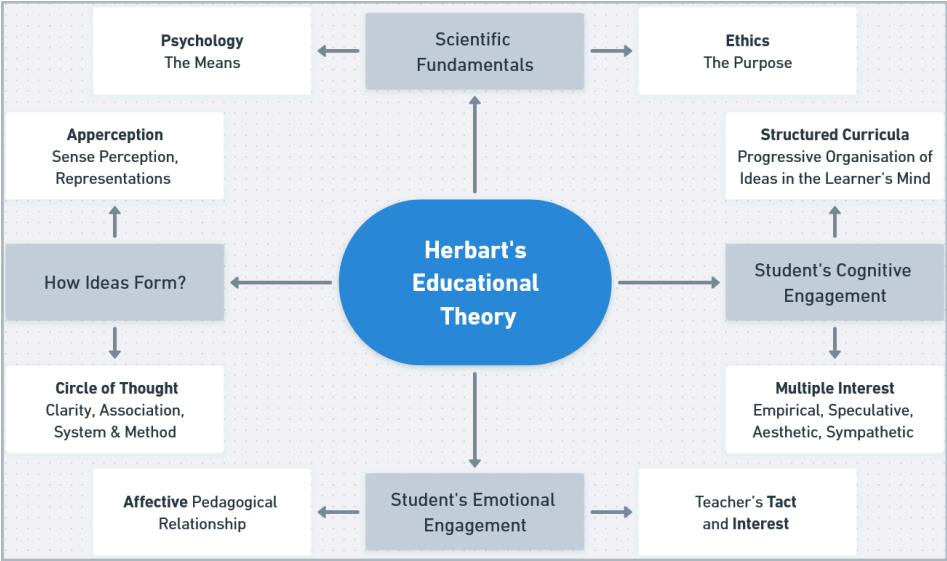 Psychology
The Means
Scientific
Fundamentals
Ethics
The Purpose
Apperception
Sense Perception,
Representations
Structured Curricula
Progressive Organisation of
Ideas in the Learner's Mind
How Ideas Form?
Herbart's
Educational
Theory
Student's Cognitive
Engagement
Circle of Thought
Clarity, Association,
System & Method
Multiple Interest
Empirical, Speculative,
Aesthetic, Sympathetic
Affective Pedagogical
Relationship
Student's Emotional
Engagement
Teacher’s Tact
and Interest